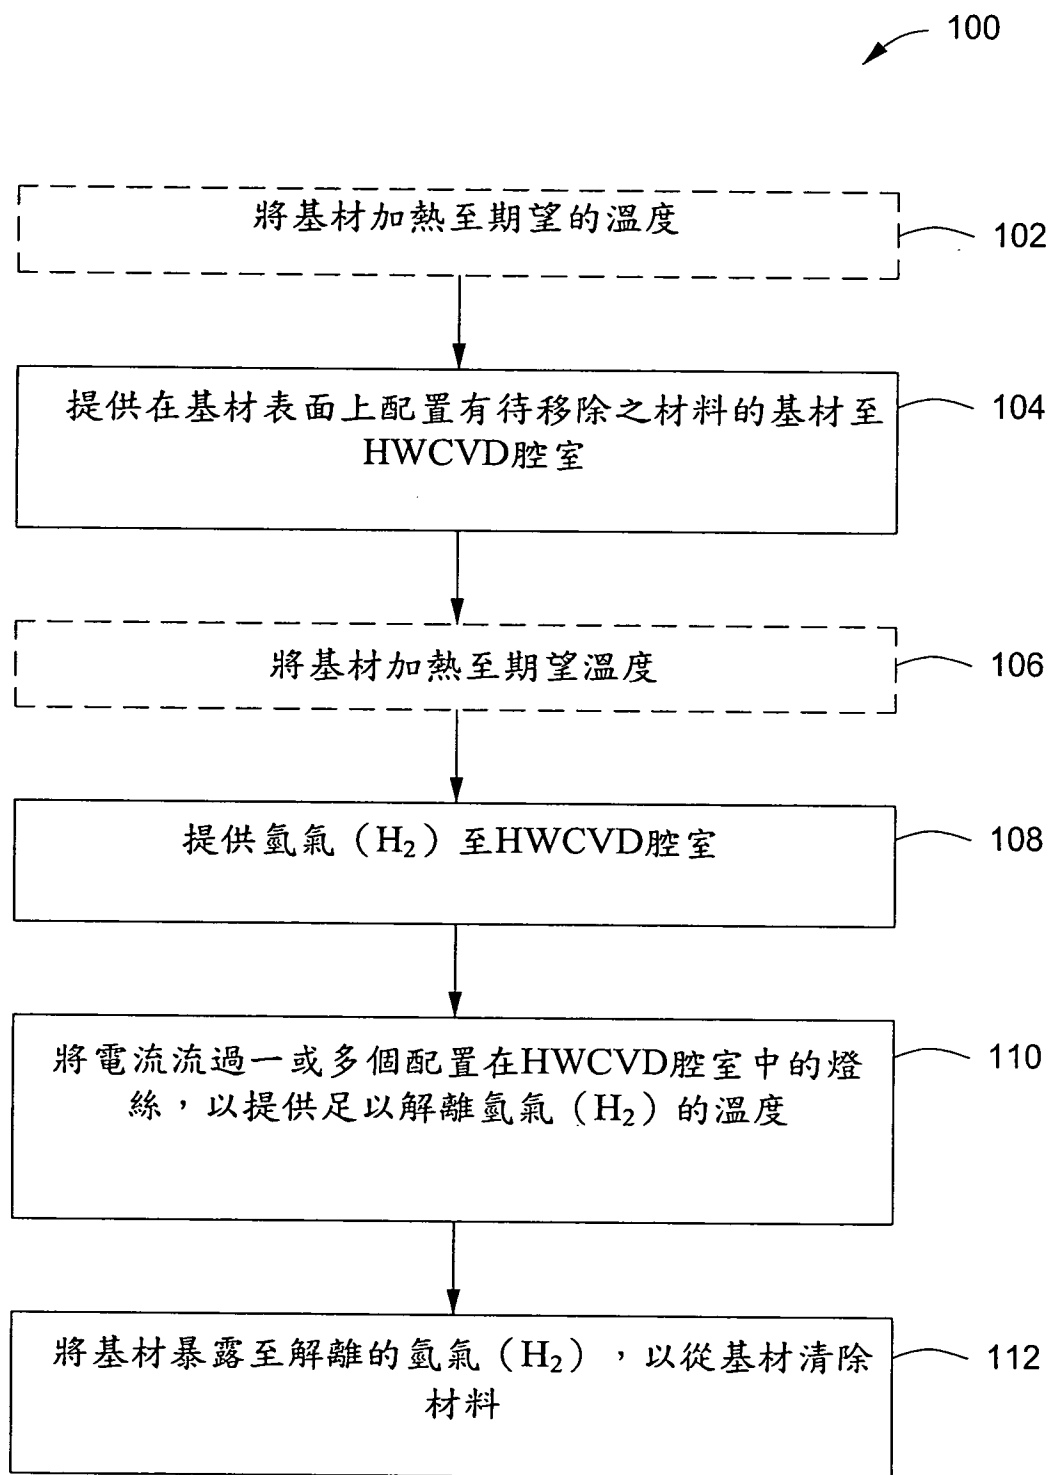 100
將基材加熱至期望的溫度
102
提供在基材表面上配置有待移除之材料的基材至
HWCVD腔室
104
將基材加熱至期望溫度
106
提供氫氣（H₂）至HWCVD腔室
108
將電流流過一或多個配置在HWCVD腔室中的燈
絲，以提供足以解離氫氣（H₂）的溫度
110
將基材暴露至解離的氫氣（H₂），以從基材清除
材料
112